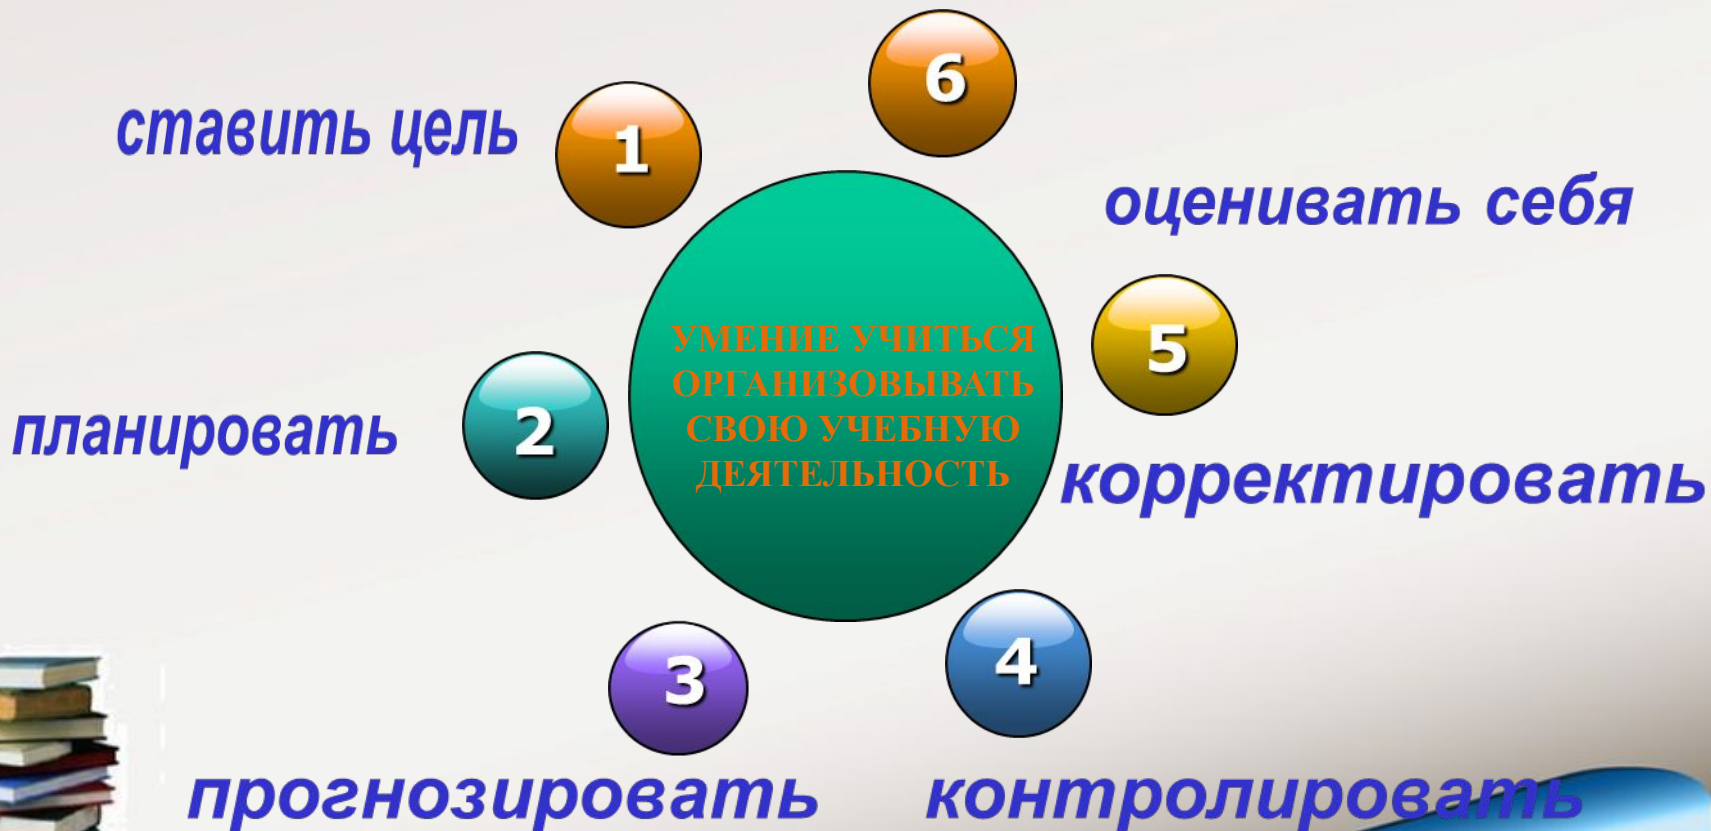 ставить цель
1
планировать
2
3
прогнозировать
4
контролировать
5
корректировать
6
оценивать себя
УМЕНИЕ УЧИТЬСЯ
ОРГАНИЗОВЫВАТЬ
СВОЮ УЧЕБНУЮ
ДЕЯТЕЛЬНОСТЬ